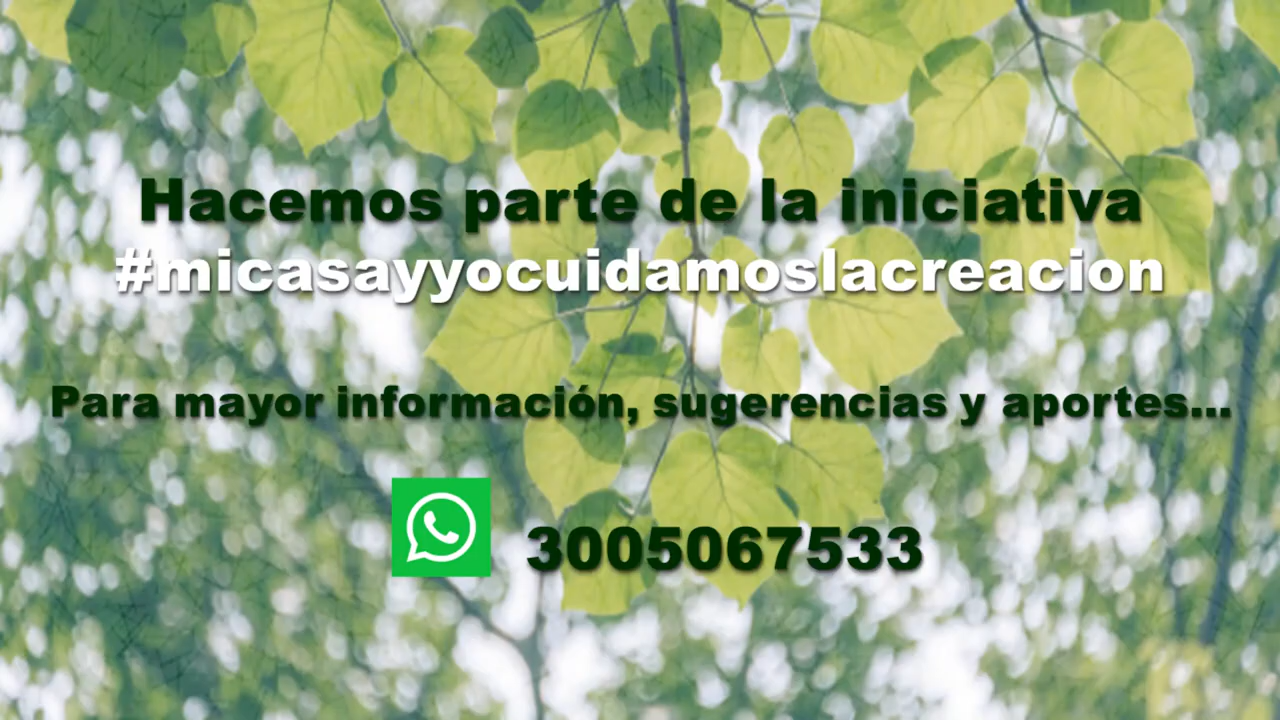 Hacemos parte de la iniciativa
#micasayyocuidamoslacreacion
Para mayor información, sugerencias y aportes...
3005067533